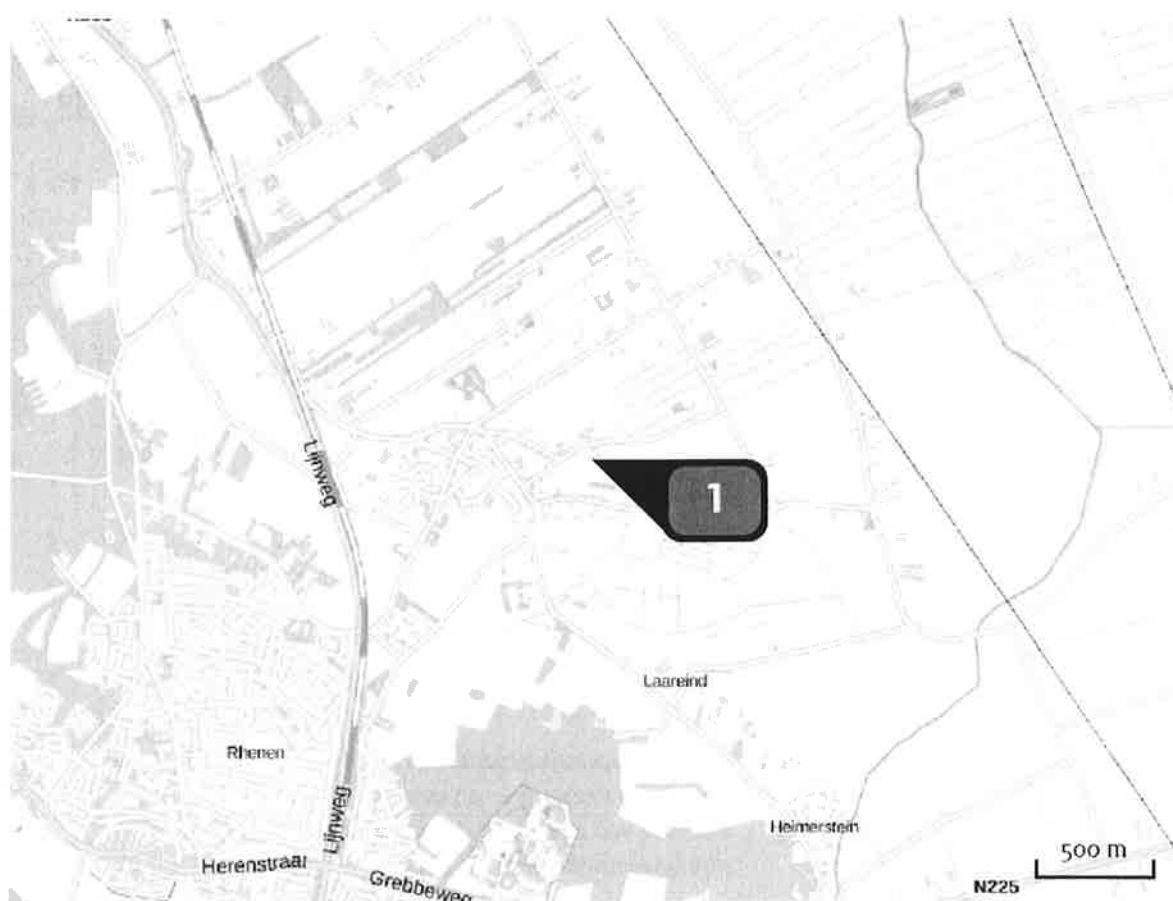 Lijnweg
1
Laareind
Rhenen
Lijnweg
Heimerstein
500 m
Herenstraat
Grebbeweg
N225